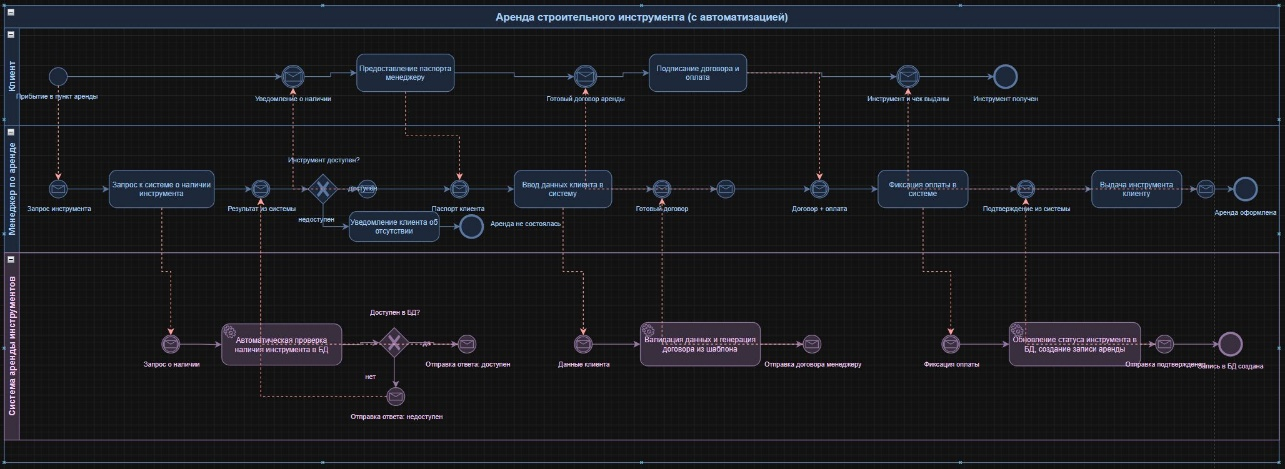 Аренда строительного инструмента (с автоматизацией)
Клиент
Прибытие в пункт аренды
Уведомление о наличии
Предоставление паспорта
менеджеру
Готовый договор аренды
Подписание договора и
оплата
Инструмент и чек выданы
Инструмент получен
Менеджер по аренде
Запрос инструмента
Запрос к системе о наличии
инструмента
Результат из системы
Инструмент доступен?
доступен
недоступен
Уведомление клиента об
отсутствии
Аренда не состоялась
Паспорт клиента
Ввод данных клиента в
систему
Готовый договор
Договор + оплата
Фиксация оплаты в
системе
Подтверждение из системы
Выдача инструмента
клиенту
Аренда оформлена
Система аренды инструментов
Запрос о наличии
Автоматическая проверка
наличия инструмента в БД
Доступен в БД?
да
нет
Отправка ответа: доступен
Отправка ответа: недоступен
Данные клиента
Валидация данных и генерация
договора из шаблона
Отправка договора менеджеру
Фиксация оплаты
Обновление статуса инструмента в
БД, создание записи аренды
Отправка подтверждения
Запись в БД создана